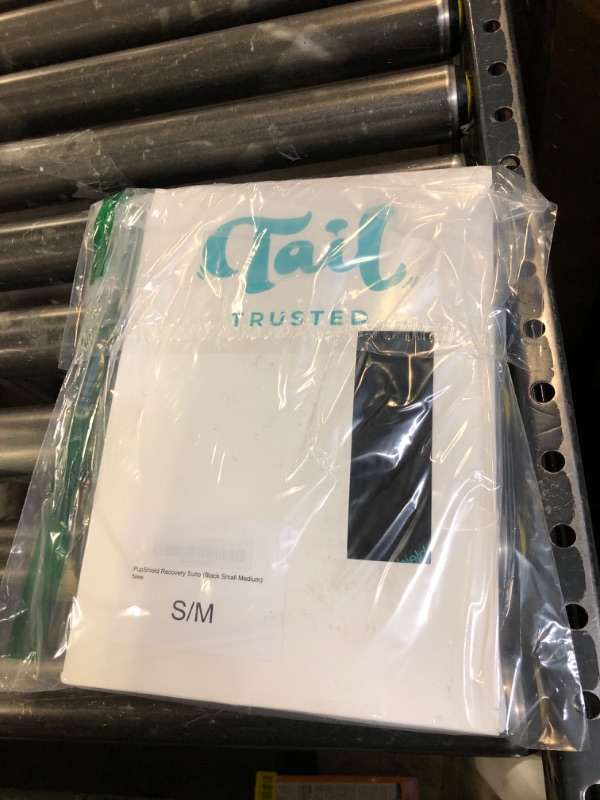 Tail
TRUSTED
PupShield Recovery Suite (Black Small Medium)
New
S/M